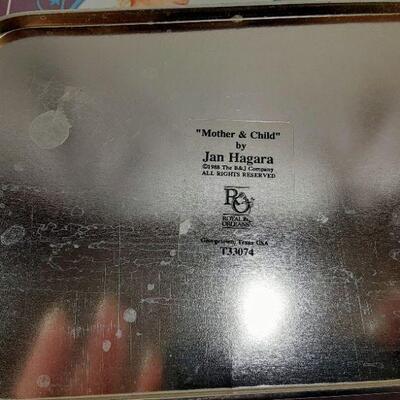 "Mother & Child"
by
Jan Hagara
©1988 The B&J Company
ALL RIGHTS RESERVED
RO
ROYAL
ORLEANS
Georgetown, Texas USA
T33074